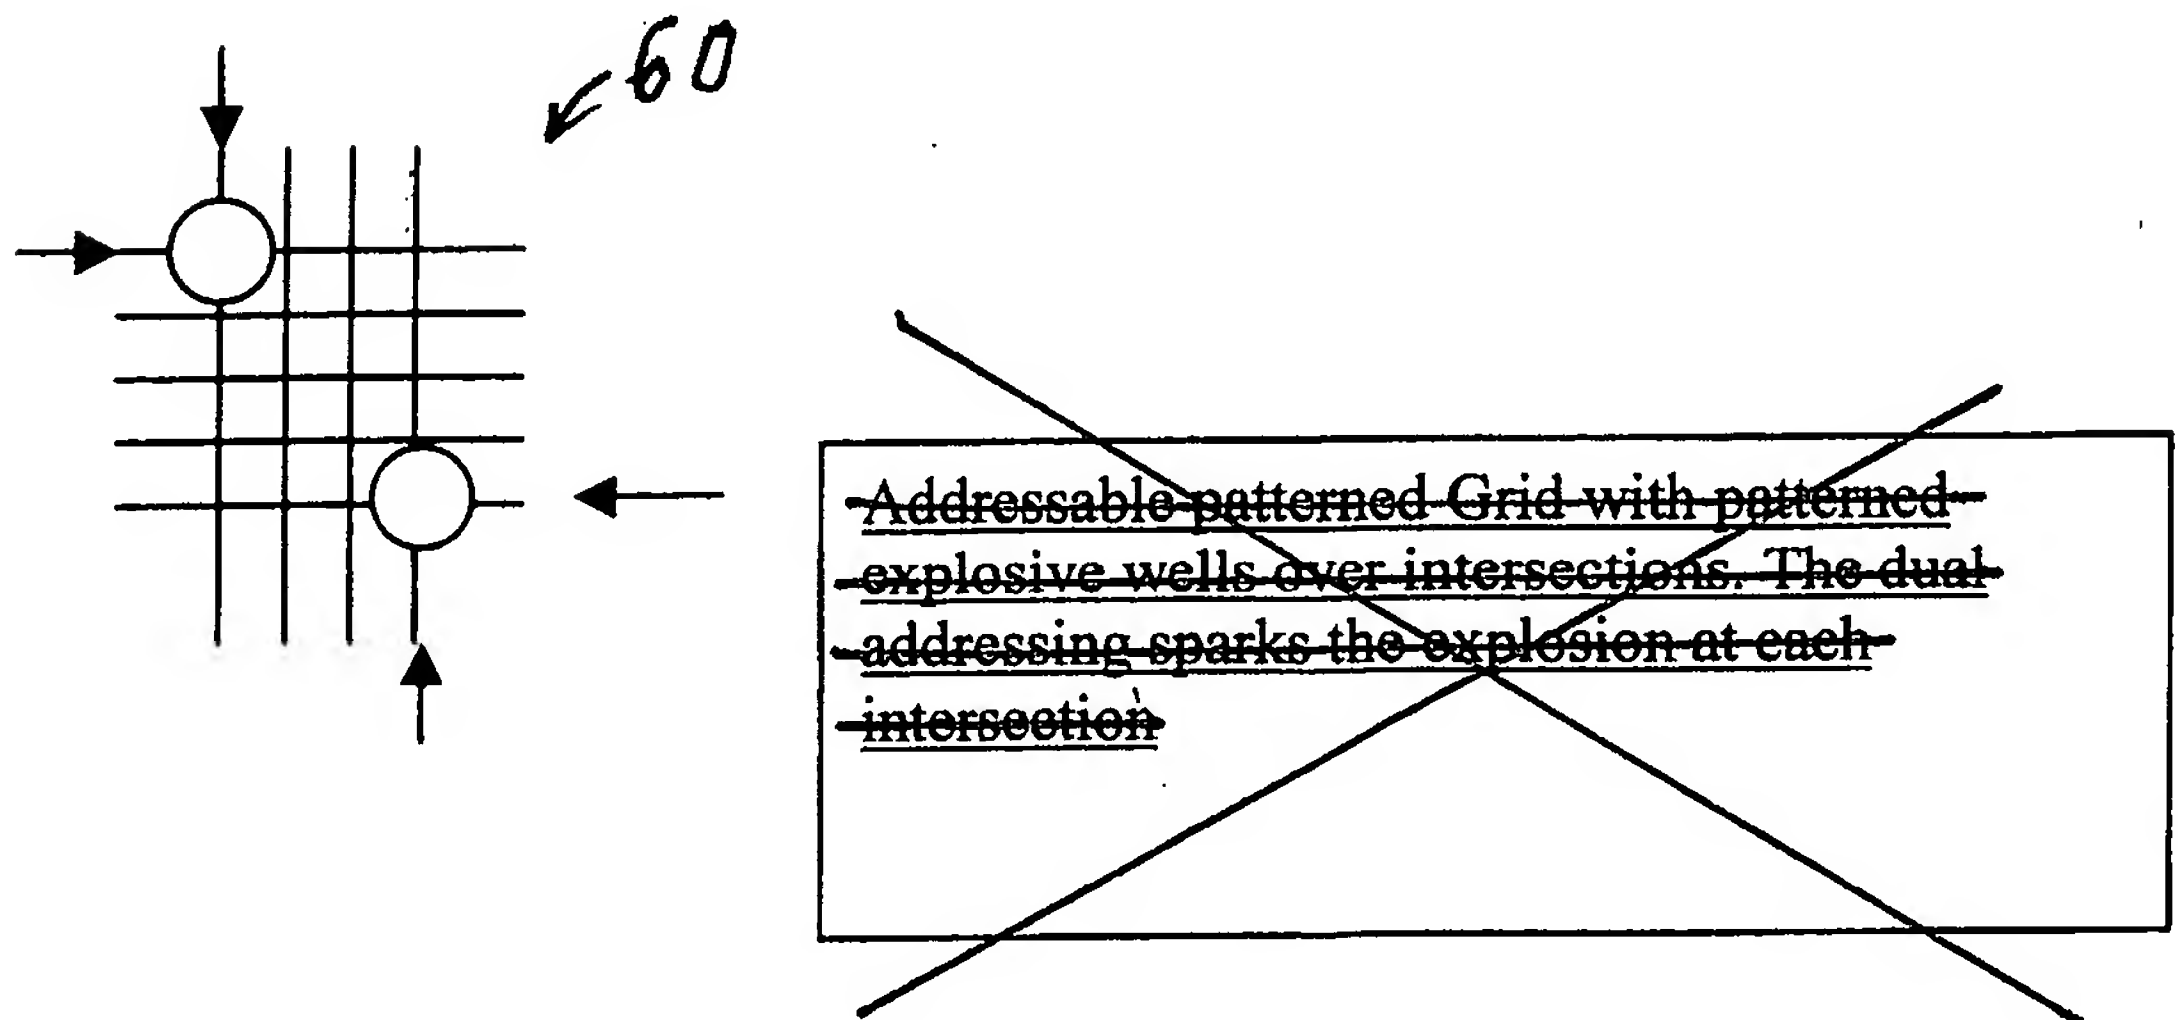 60
Addressable patterned Grid with patterned
explosive wells over intersections. The dual
addressing sparks the explosion at each
intersection